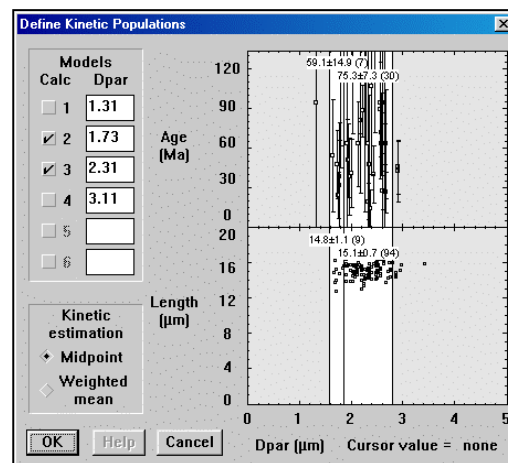 Define Kinetic Populations
Models
Calc Dpar
1 1.31
2 1.73
3 2.31
4 3.11
5
6
Kinetic
estimation
Midpoint
Weighted
mean
OK Help Cancel
Age
(Ma)
120
90
60
30
0
59.1±14.9 (7)
75.3±7.3 (30)
Length
(µm)
20
16
12
8
4
0
14.8±1.1 (9)
15.1±0.7 (94)
0 1 2 3 4 5
Dpar (µm) Cursor value = none